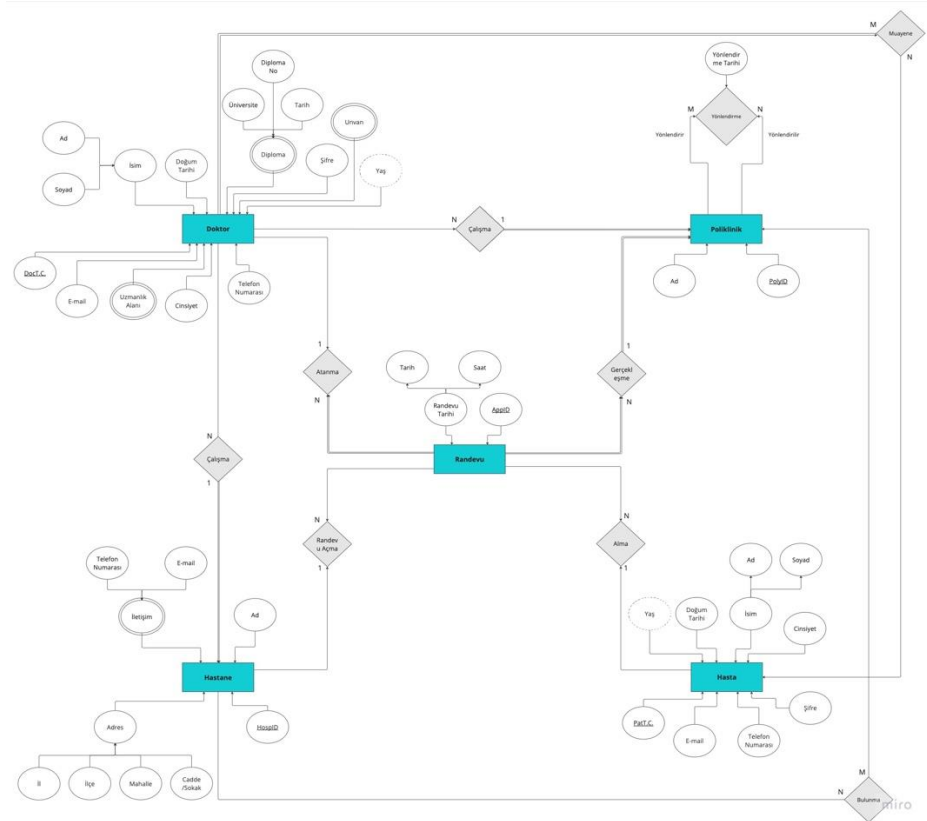 M
Muayene
N
Diploma
No
Yönlendir
me Tarihi
Üniversite
Tarih
Unvan
M
N
Yönlendirme
Yönlendirir
Yönlendirilir
Ad
İsim
Doğum
Tarihi
Diploma
Şifre
Yaş
Soyad
Doktor
N
Çalışma
1
Poliklinik
DocT.C.
E-mail
Uzmanlık
Alanı
Cinsiyet
Telefon
Numarası
Ad
PolyID
1
Atanma
N
Tarih
Saat
1
Gerçekl
eşme
N
Randevu
Tarihi
AppID
N
Çalışma
1
Randevu
N
Randev
u Açma
1
N
Alma
1
Telefon
Numarası
E-mail
İletişim
Ad
Ad
Soyad
Yaş
Doğum
Tarihi
İsim
Cinsiyet
Hastane
Hasta
HospID
Adres
PatT.C.
E-mail
Telefon
Numarası
Şifre
İl
İlçe
Mahalle
Cadde
/Sokak
M
N
Bulunma
miro